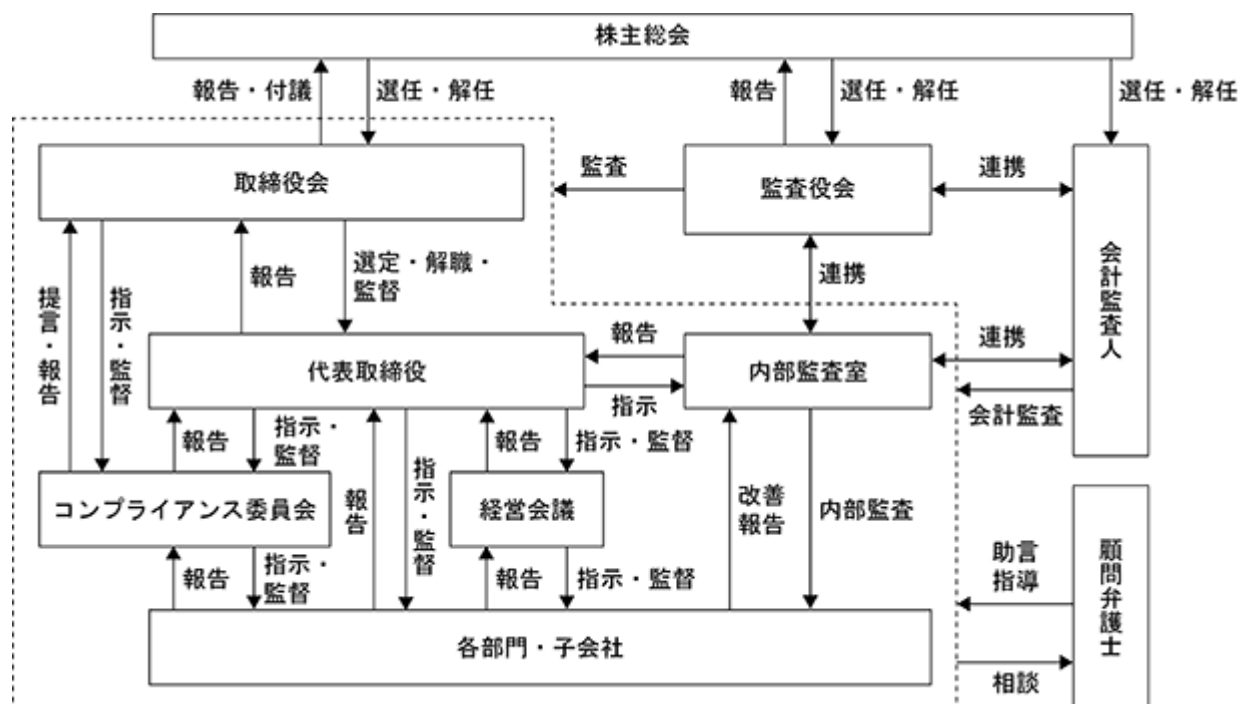 株主総会
報告・付議
選任・解任
報告
選任・解任
選任・解任
取締役会
監査
監査役会
連携
会計監査人
提言・報告
指示・監督
報告
選定・解職・
監督
連携
代表取締役
報告
指示
内部監査室
連携
会計監査
報告
指示・
監督
報告
指示・監督
報告
指示・監督
コンプライアンス委員会
経営会議
改善
報告
内部監査
報告
指示・
監督
報告
指示・監督
助言
指導
顧問弁護士
各部門・子会社
相談